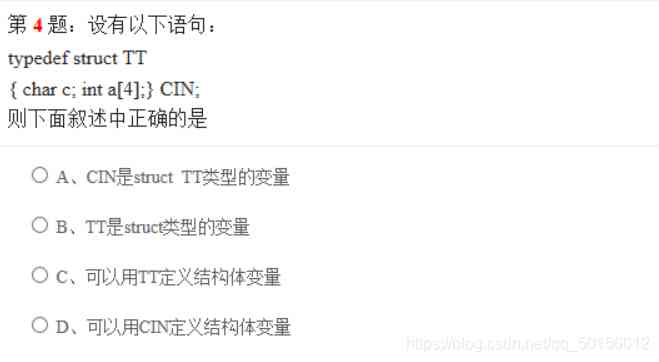 第 4 题：设有以下语句：
typedef struct TT
{ char c; int a[4];} CIN;
则下面叙述中正确的是
A、CIN是struct TT类型的变量
B、TT是struct类型的变量
C、可以用TT定义结构体变量
D、可以用CIN定义结构体变量
https://blog.csdn.net/qq_50156012